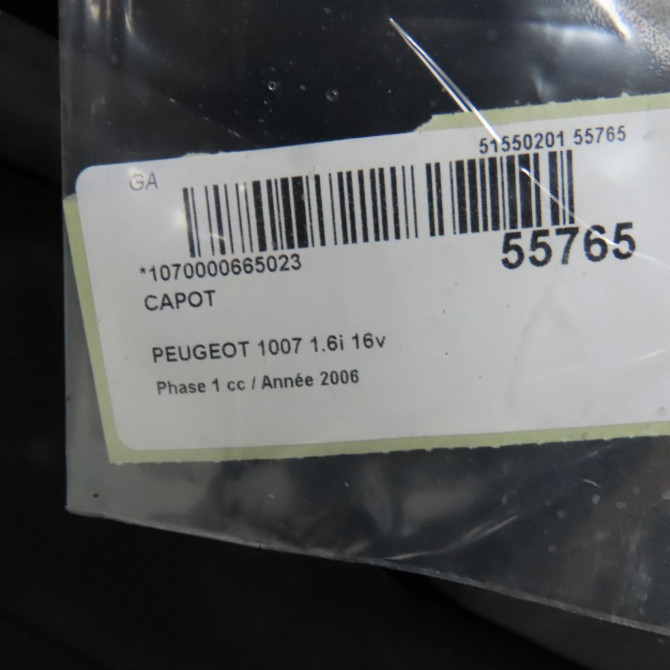 51550201 55765
GA
*1070000665023
55765
CAPOT
PEUGEOT 1007 1.6i 16v
Phase 1 cc / Année 2006